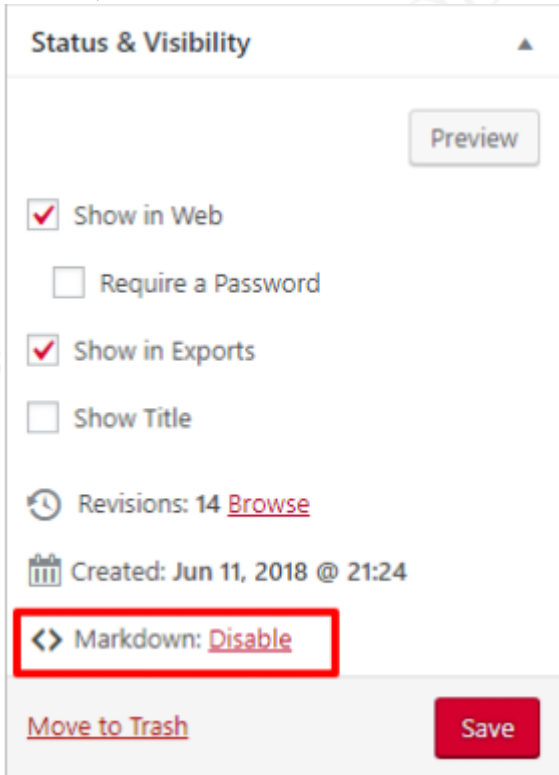 Status & Visibility
Preview
Show in Web
Require a Password
Show in Exports
Show Title
Revisions: 14 Browse
Created: Jun 11, 2018 @ 21:24
Markdown: Disable
Move to Trash
Save